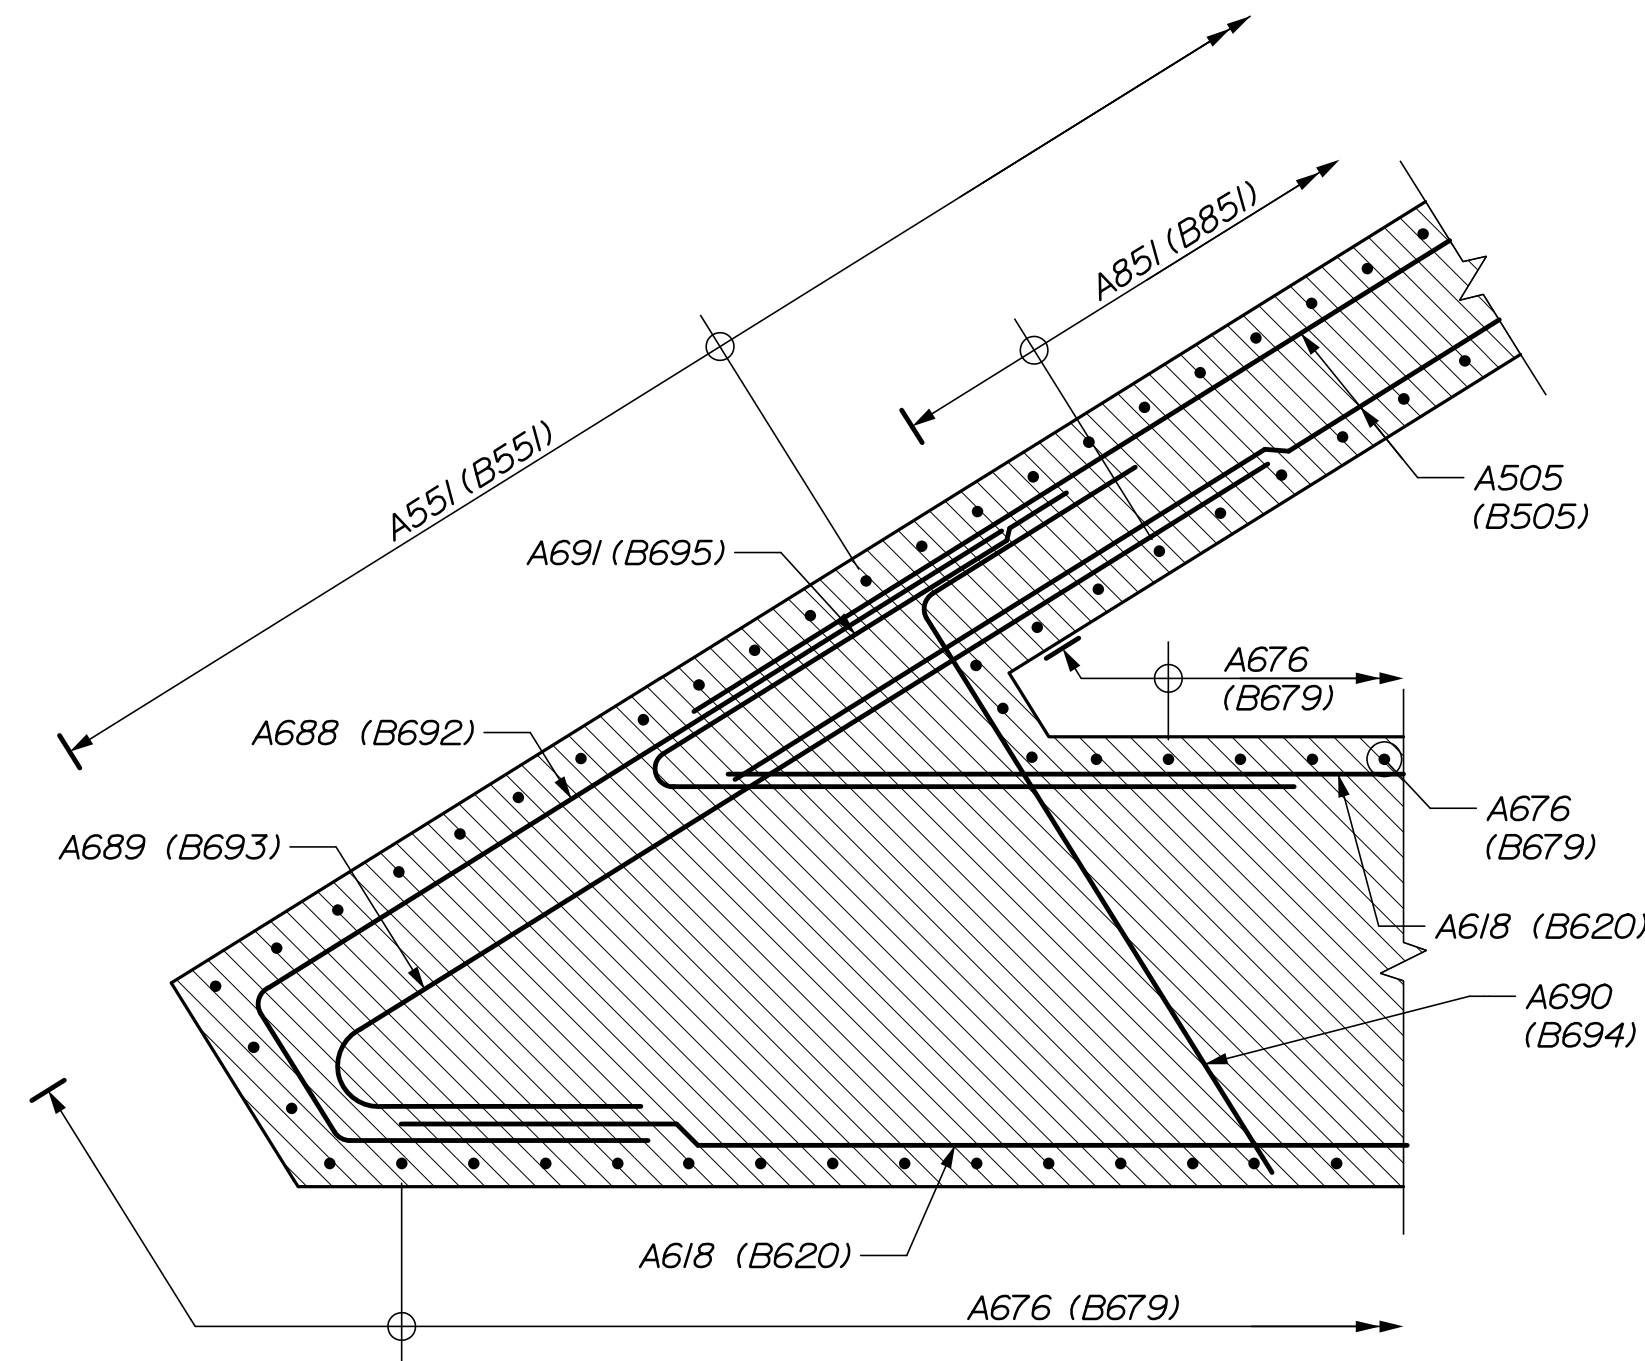 A851 (B851)
A551 (B551)
A505
(B505)
A691 (B695)
A676
(B679)
A688 (B692)
A676
(B679)
A689 (B693)
A618 (B620)
A690
(B694)
A618 (B620)
A676 (B679)